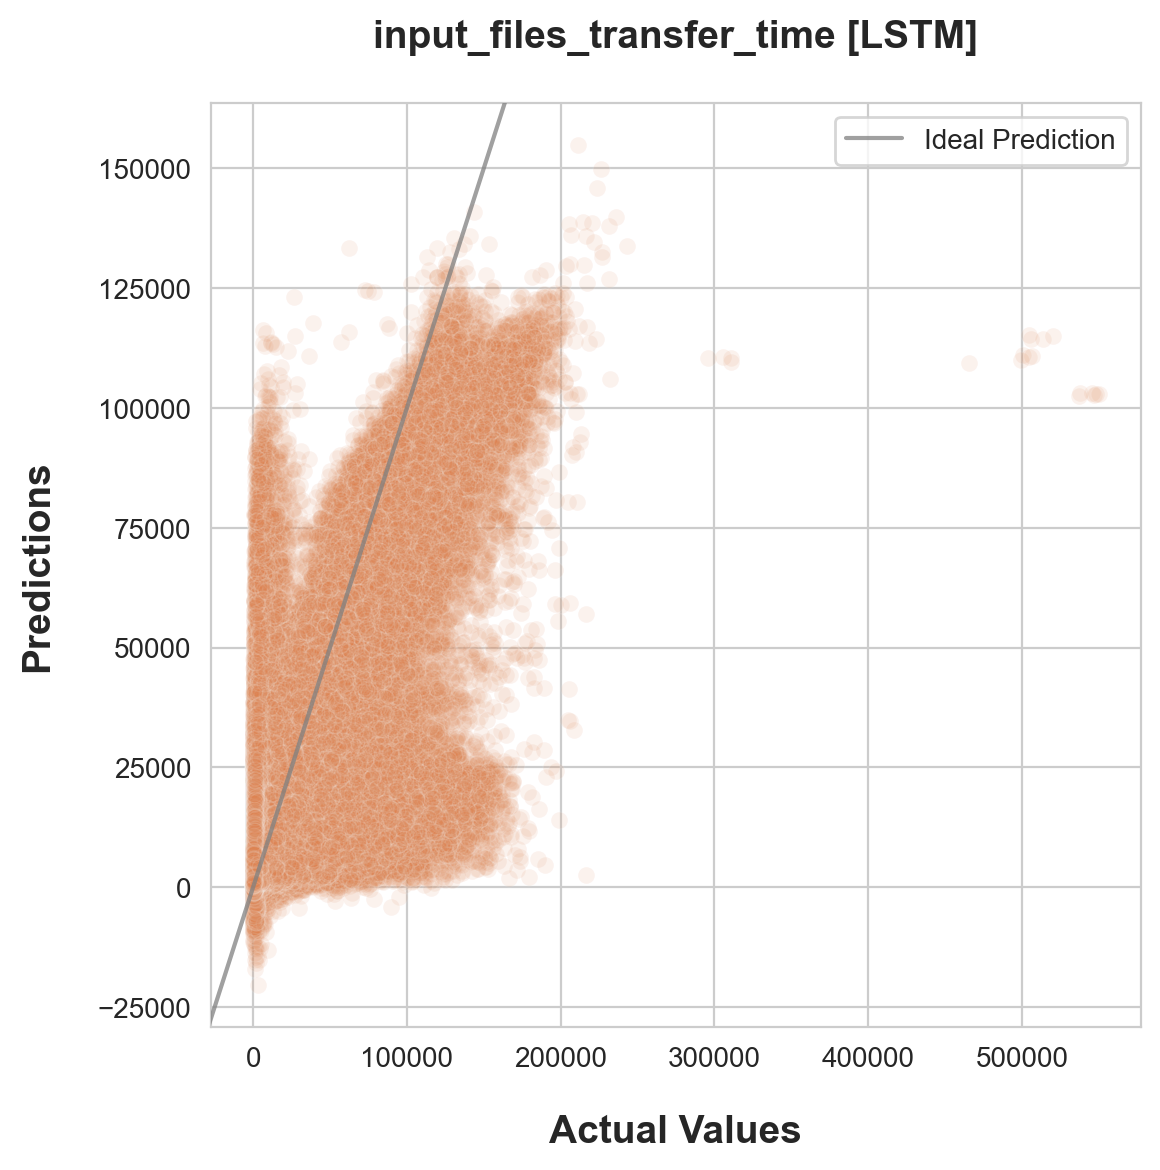 input_files_transfer_time [LSTM]
Ideal Prediction
150000
125000
100000
75000
50000
25000
0
−25000
Predictions
0 100000 200000 300000 400000 500000
Actual Values